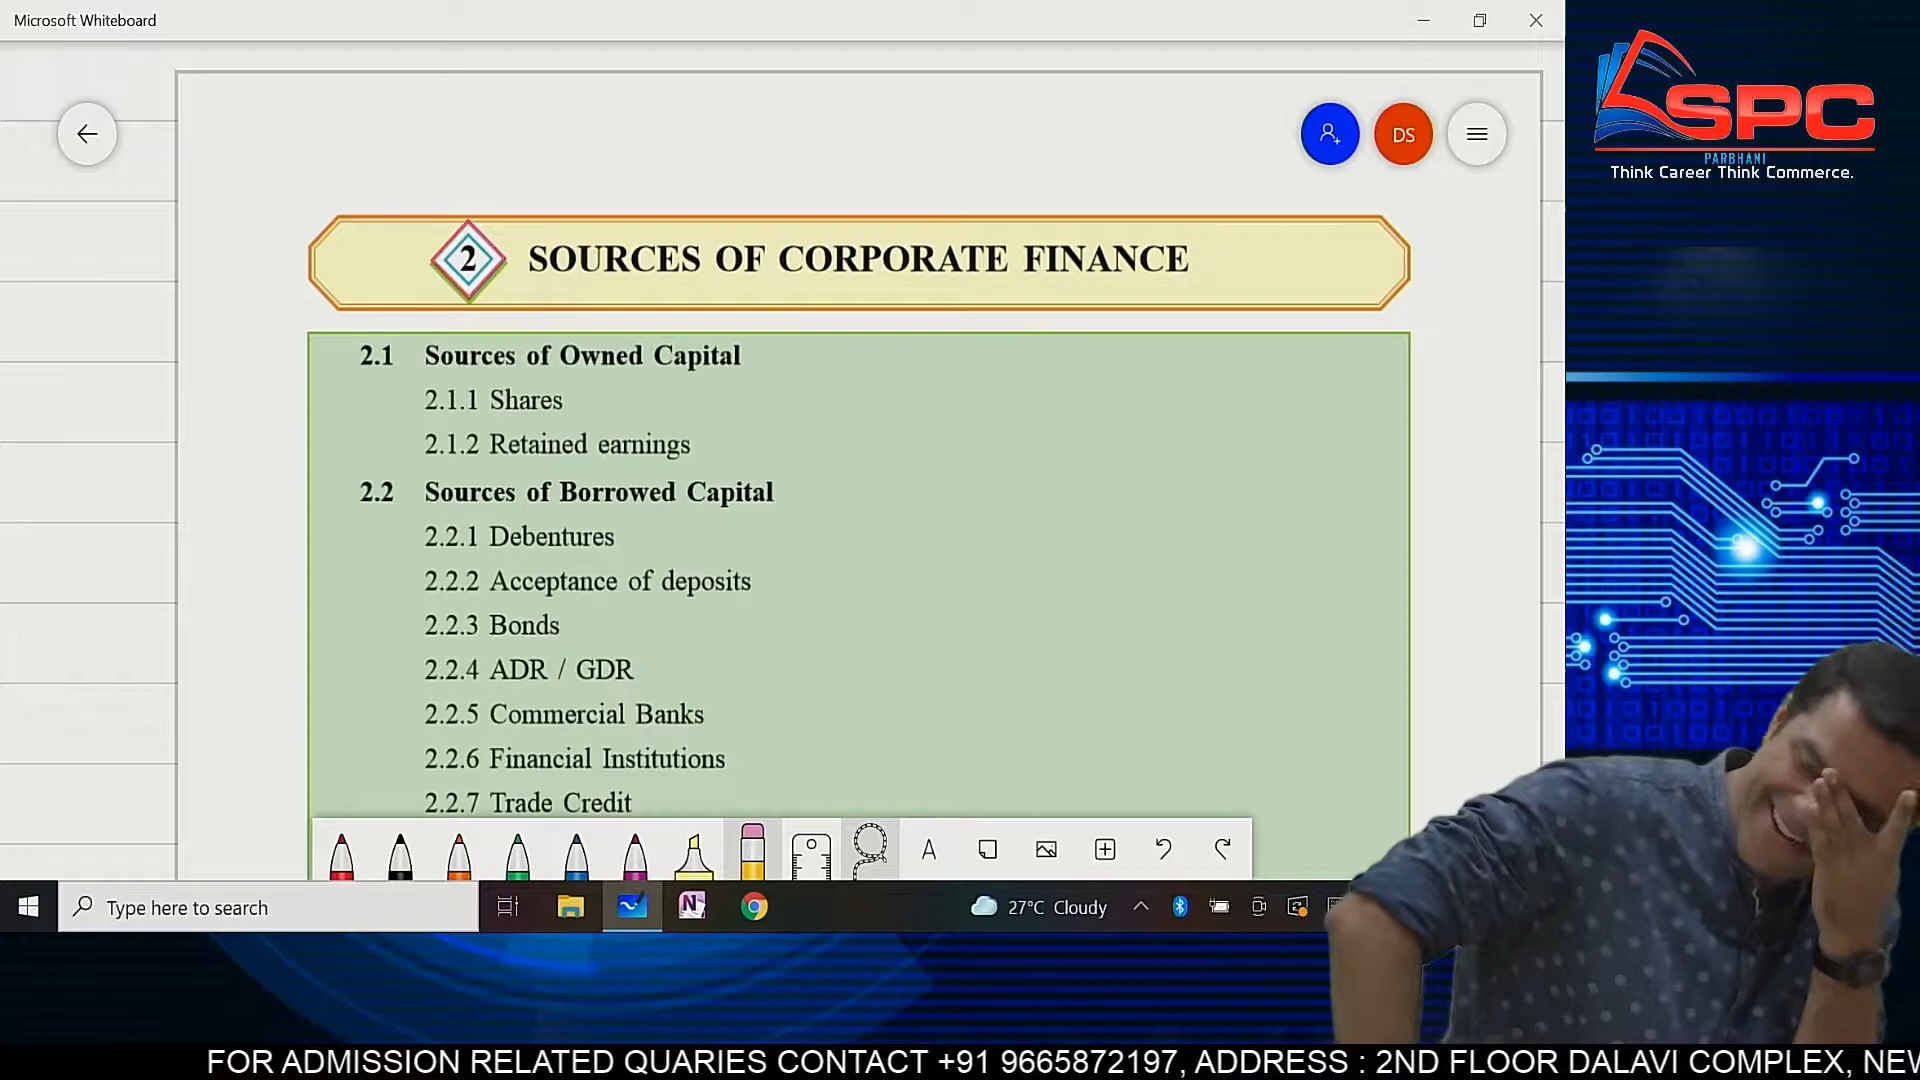 Microsoft Whiteboard
SPC
PARBHANI
Think Career Think Commerce.
DS
2 SOURCES OF CORPORATE FINANCE
2.1 Sources of Owned Capital
2.1.1 Shares
2.1.2 Retained earnings
2.2 Sources of Borrowed Capital
2.2.1 Debentures
2.2.2 Acceptance of deposits
2.2.3 Bonds
2.2.4 ADR / GDR
2.2.5 Commercial Banks
2.2.6 Financial Institutions
2.2.7 Trade Credit
A
Type here to search
N
27°C Cloudy
FOR ADMISSION RELATED QUARIES CONTACT +91 9665872197, ADDRESS : 2ND FLOOR DALAVI COMPLEX, NEW